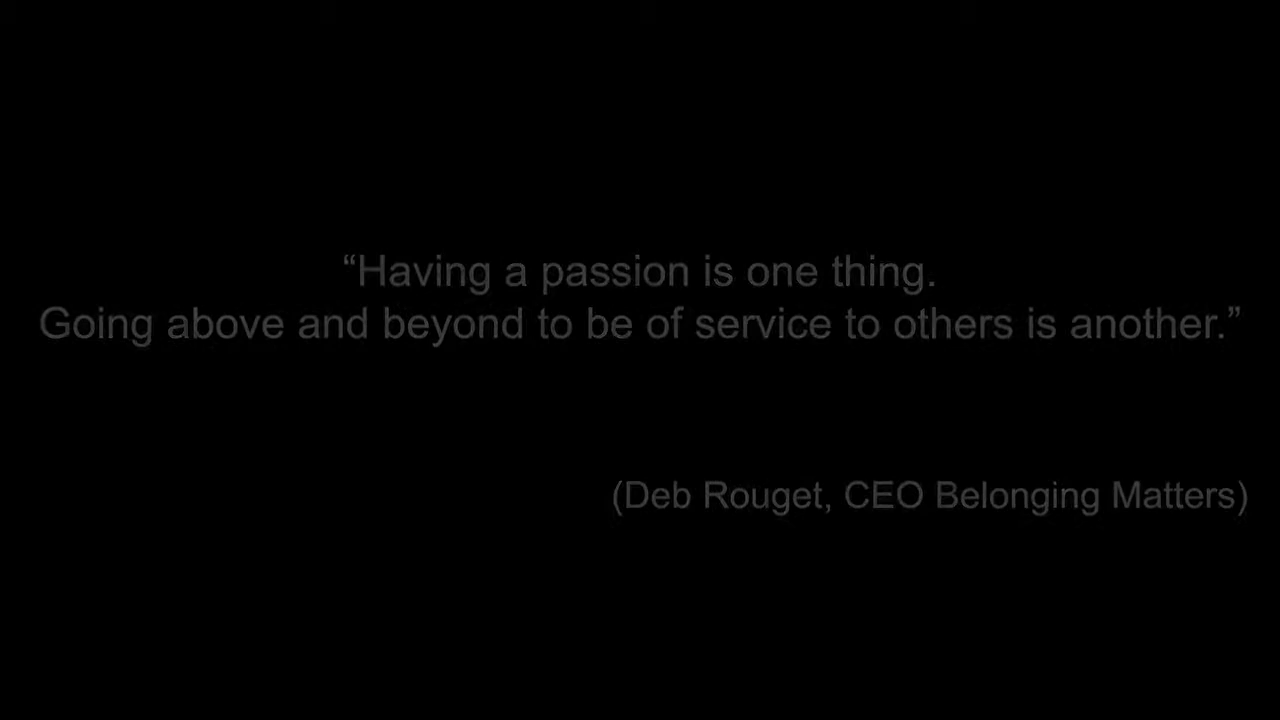 “Having a passion is one thing.
Going above and beyond to be of service to others is another.”
(Deb Rouget, CEO Belonging Matters)